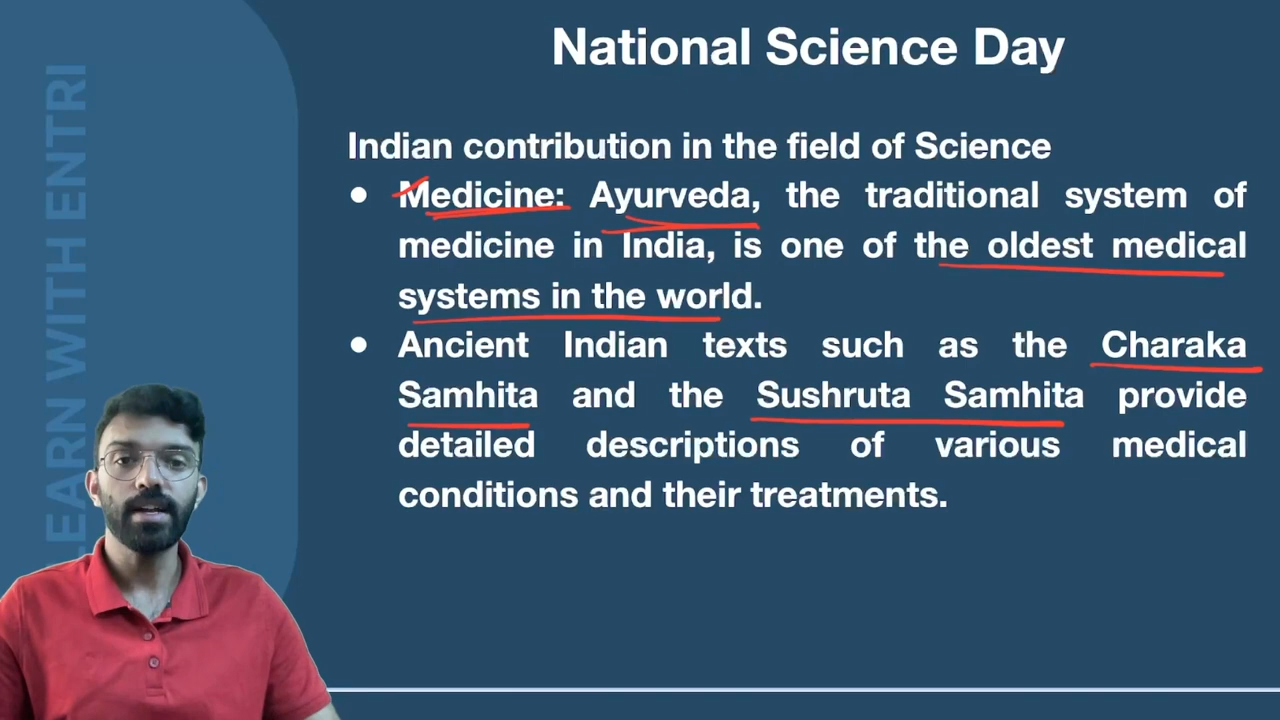 National Science Day
Indian contribution in the field of Science
• Medicine: Ayurveda, the traditional system of
medicine in India, is one of the oldest medical
systems in the world.
• Ancient Indian texts such as the Charaka
Samhita and the Sushruta Samhita provide
detailed descriptions of various medical
conditions and their treatments.
LEARN WITH ENTRI